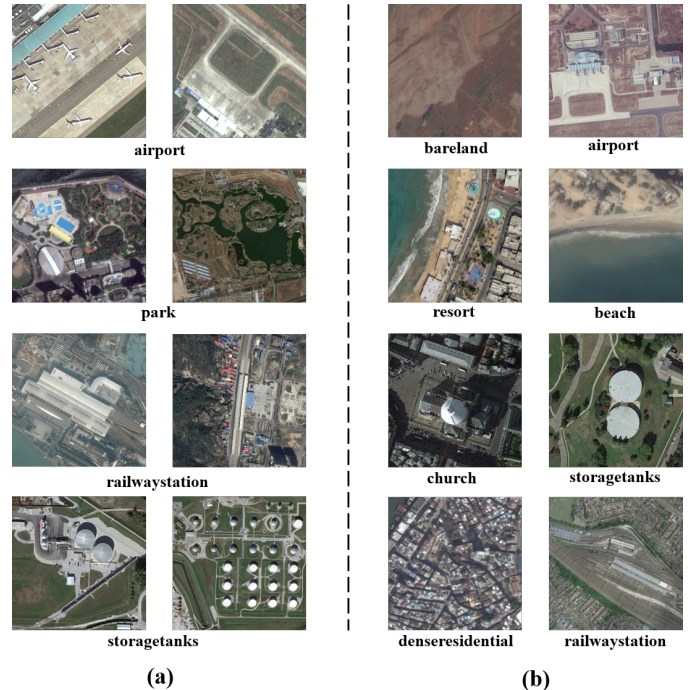 airport
bareland
airport
park
resort
beach
railwaystation
church
storagetanks
storagetanks
denseresidential
railwaystation
(a)
(b)